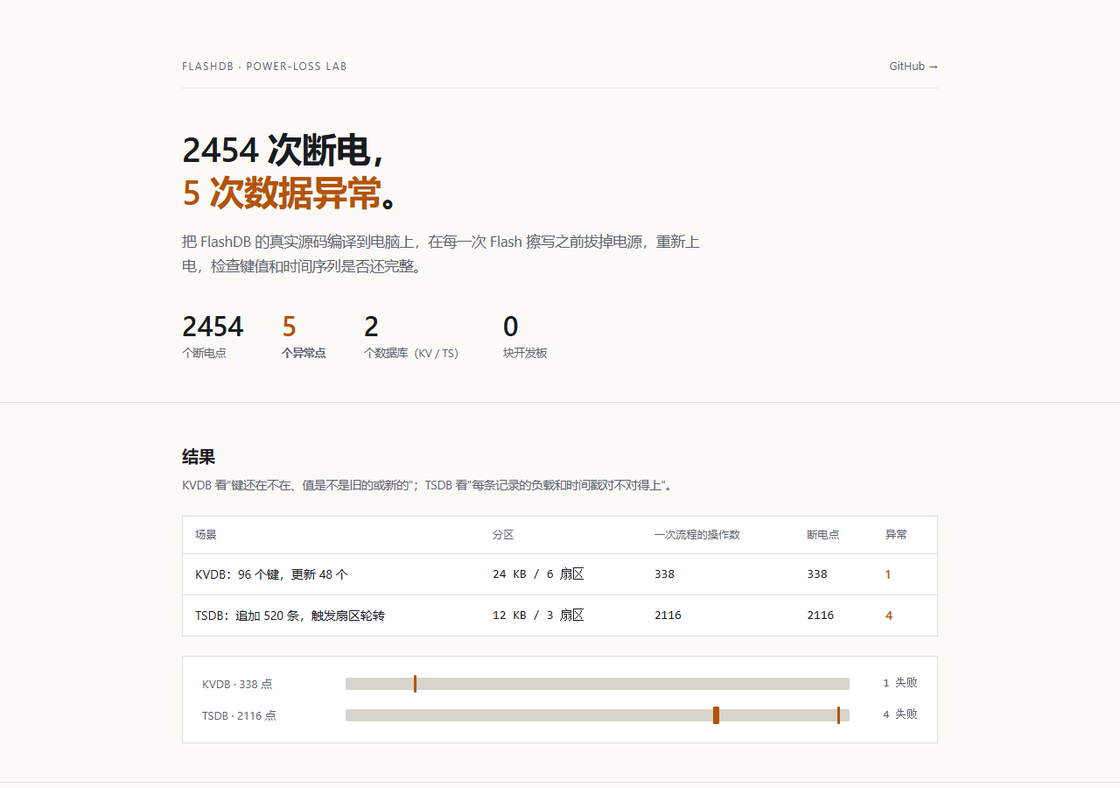 FLASHDB · POWER-LOSS LAB
GitHub →
2454 次断电，
5 次数据异常。
把 FlashDB 的真实源码编译到电脑上，在每一次 Flash 擦写之前拔掉电源，重新上
电，检查键值和时间序列是否还完整。
2454 5 2 0
个断电点 个异常点 个数据库（KV / TS） 块开发板
结果
KVDB 看“键还在不在、值是不是旧的或新的”；TSDB 看“每条记录的负载和时间戳对不对得上”。
场景 分区 一次流程的操作数 断电点 异常
KVDB：96 个键，更新 48 个 24 KB / 6 扇区 338 338 1
TSDB：追加 520 条，触发扇区轮转 12 KB / 3 扇区 2116 2116 4
KVDB · 338 点 1 失败
TSDB · 2116 点 4 失败